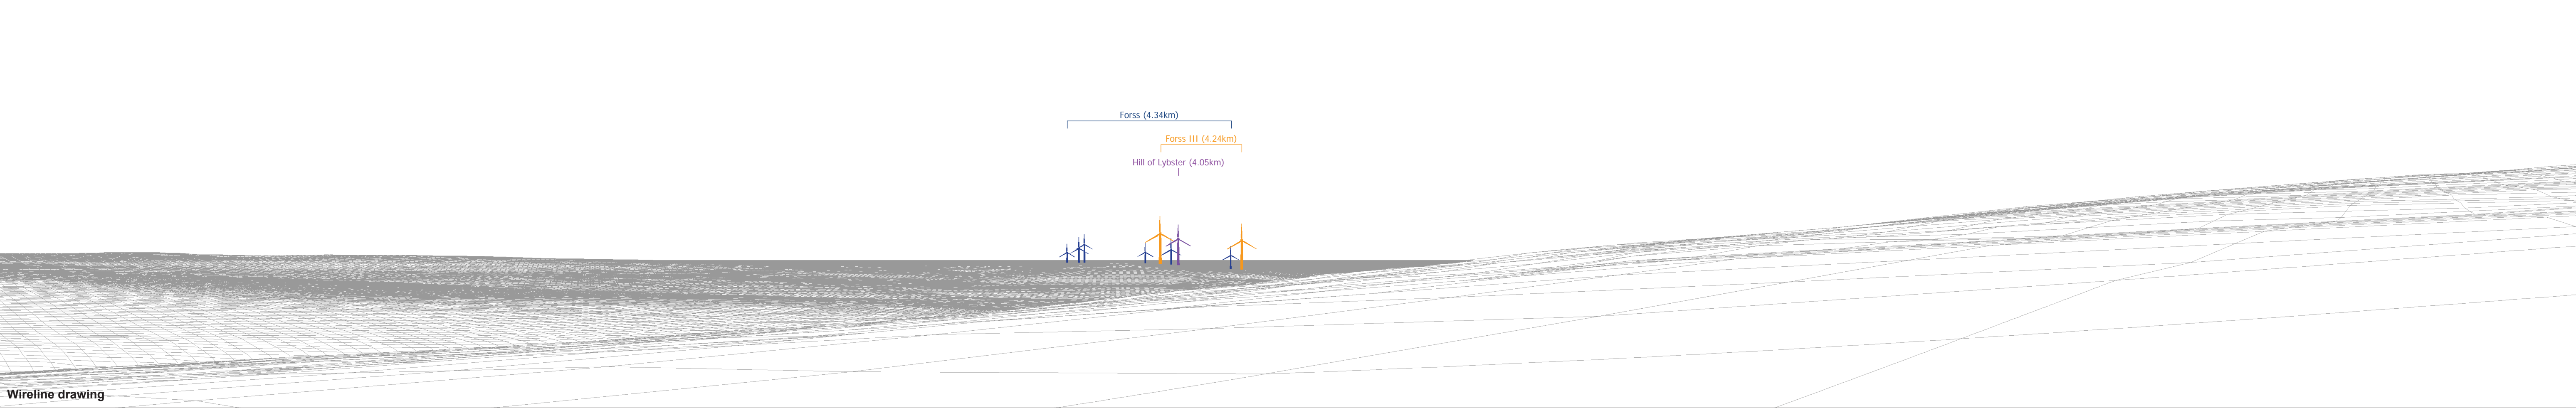 Forss (4.34km)
Forss III (4.24km)
Hill of Lybster (4.05km)
Wireline drawing